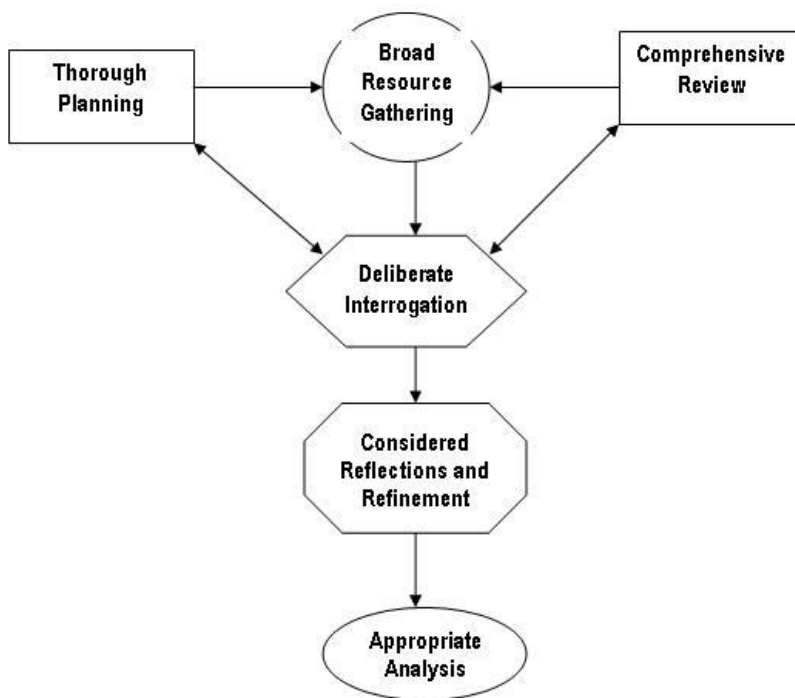 Thorough
Planning
Broad
Resource
Gathering
Comprehensive
Review
Deliberate
Interrogation
Considered
Reflections and
Refinement
Appropriate
Analysis